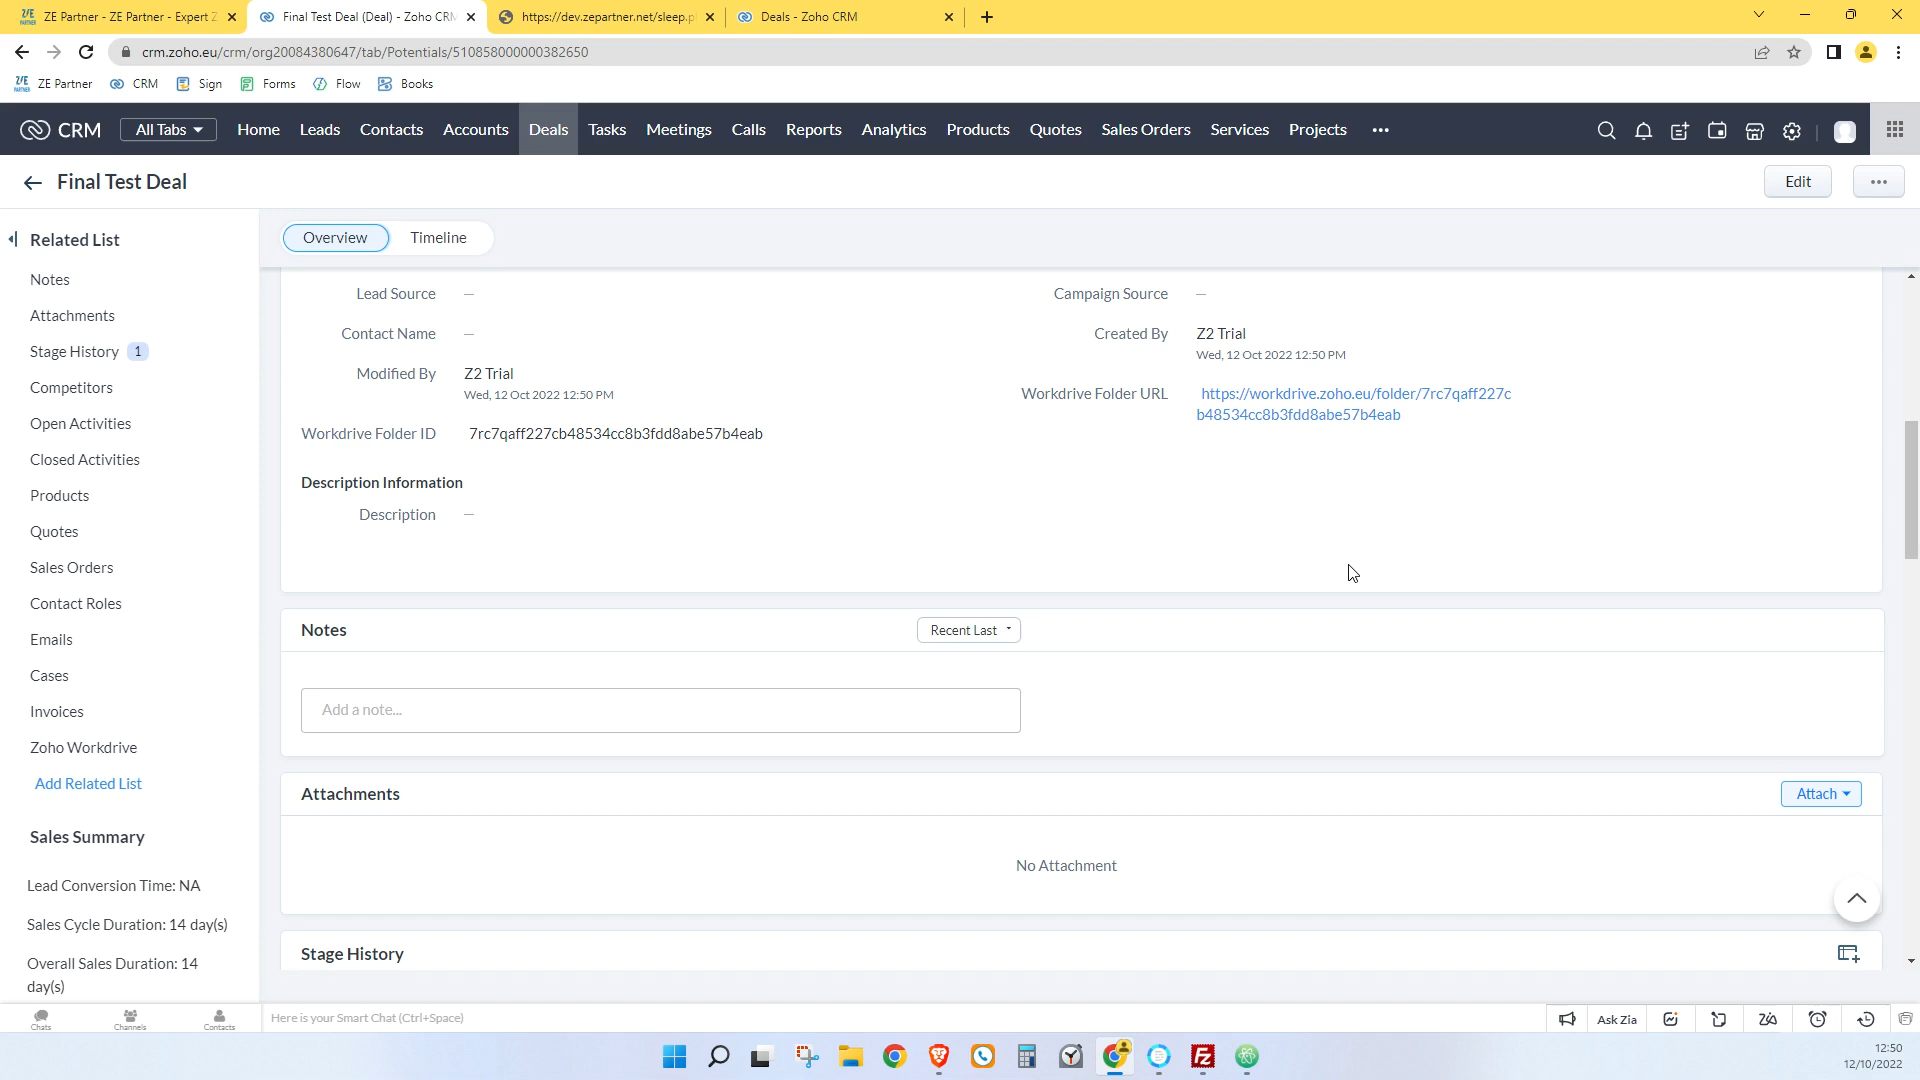 ZE Partner - ZE Partner - Expert Z
Final Test Deal (Deal) - Zoho CRM
https://dev.zepartner.net/sleep.p
Deals - Zoho CRM
crm.zoho.eu/crm/org20084380647/tab/Potentials/510858000000382650
ZE Partner
CRM
Sign
Forms
Flow
Books
CRM
All Tabs
Home
Leads
Contacts
Accounts
Deals
Tasks
Meetings
Calls
Reports
Analytics
Products
Quotes
Sales Orders
Services
Projects
Final Test Deal
Edit
Related List
Notes
Attachments
Stage History 1
Competitors
Open Activities
Closed Activities
Products
Quotes
Sales Orders
Contact Roles
Emails
Cases
Invoices
Zoho Workdrive
Add Related List
Sales Summary
Lead Conversion Time: NA
Sales Cycle Duration: 14 day(s)
Overall Sales Duration: 14
day(s)
Overview
Timeline
Lead Source —
Campaign Source —
Contact Name —
Created By Z2 Trial
Wed, 12 Oct 2022 12:50 PM
Modified By Z2 Trial
Wed, 12 Oct 2022 12:50 PM
Workdrive Folder URL https://workdrive.zoho.eu/folder/7rc7qaff227c
b48534cc8b3fdd8abe57b4eab
Workdrive Folder ID 7rc7qaff227cb48534cc8b3fdd8abe57b4eab
Description Information
Description —
Notes
Recent Last
Add a note...
Attachments
Attach
No Attachment
Stage History
Chats
Channels
Contacts
Here is your Smart Chat (Ctrl+Space)
Ask Zia
12:50
12/10/2022